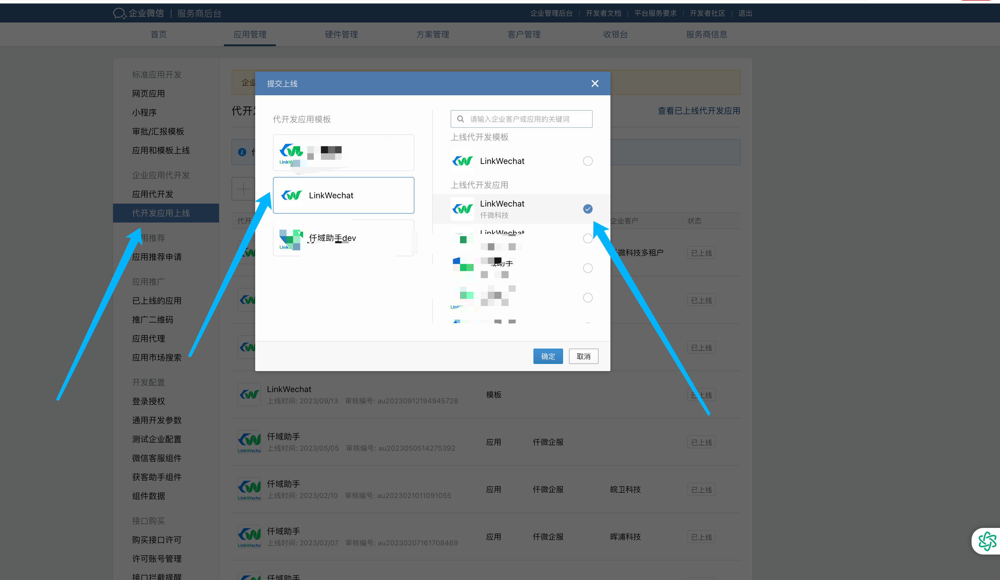 企业微信 | 服务商后台
企业管理后台 | 开发者文档 | 平台服务要求 | 开发者社区 | 退出
首页 应用管理 硬件管理 方案管理 客户管理 收银台 服务商信息
标准应用开发
网页应用
小程序
审批/汇报模板
应用和模板上线
企业应用代开发
应用代开发
代开发应用上线
用推荐
应用推荐申请
应用推广
已上线的应用
推广二维码
应用代理
应用市场搜索
开发配置
登录授权
通用开发参数
测试企业配置
微信客服组件
获客助手组件
组件数据
接口购买
购买接口许可
许可账号管理
接口拦截提醒
企业
代开
查看已上线代开发应用
代开
企业客户 状态
微科技多租户 已上线
已上线
已上线
提交上线
代开发应用模板
LinkWechat
仟域助手dev
请输入企业客户或应用的关键词
上线代开发模板
LinkWechat
上线代开发应用
LinkWechat
仟微科技
LinkWechat
域助手
确定 取消
LinkWechat
上线时间: 2023/09/13 审核编号: au20230912194945728
模板
已上线
仟域助手
上线时间: 2023/05/05 审核编号: au2023050514275392
应用 仟微企服
已上线
仟域助手
上线时间: 2023/02/10 审核编号: au2023021011091055
应用 仟微企服 皖卫科技
已上线
仟域助手
上线时间: 2023/02/07 审核编号: au20230207161708469
应用 仟微企服 晖浦科技
已上线
仟域助手